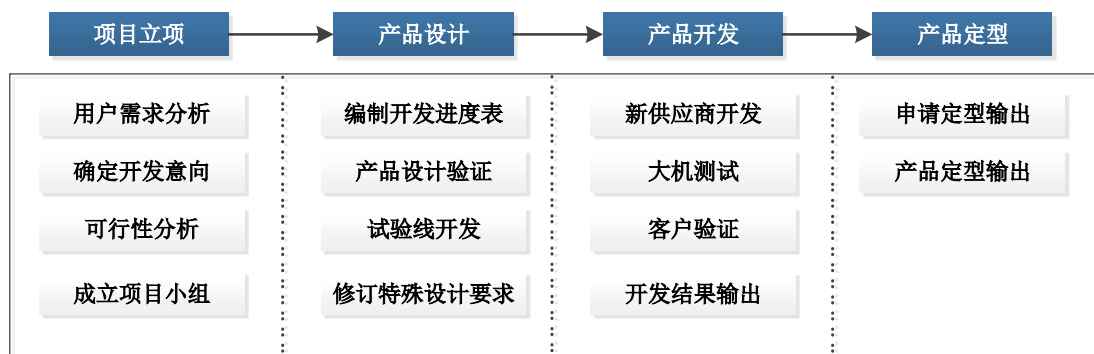 项目立项
产品设计
产品开发
产品定型
用户需求分析
确定开发意向
可行性分析
成立项目小组
编制开发进度表
产品设计验证
试验线开发
修订特殊设计要求
新供应商开发
大机测试
客户验证
开发结果输出
申请定型输出
产品定型输出